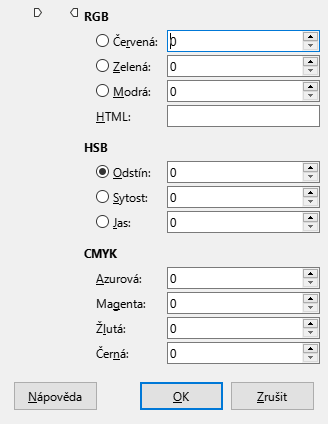 RGB
Červená: 0
Zelená: 0
Modrá: 0
HTML:
HSB
Odstín: 0
Sytost: 0
Jas: 0
CMYK
Azurová: 0
Magenta: 0
Žlutá: 0
Černá: 0
Nápověda OK Zrušit